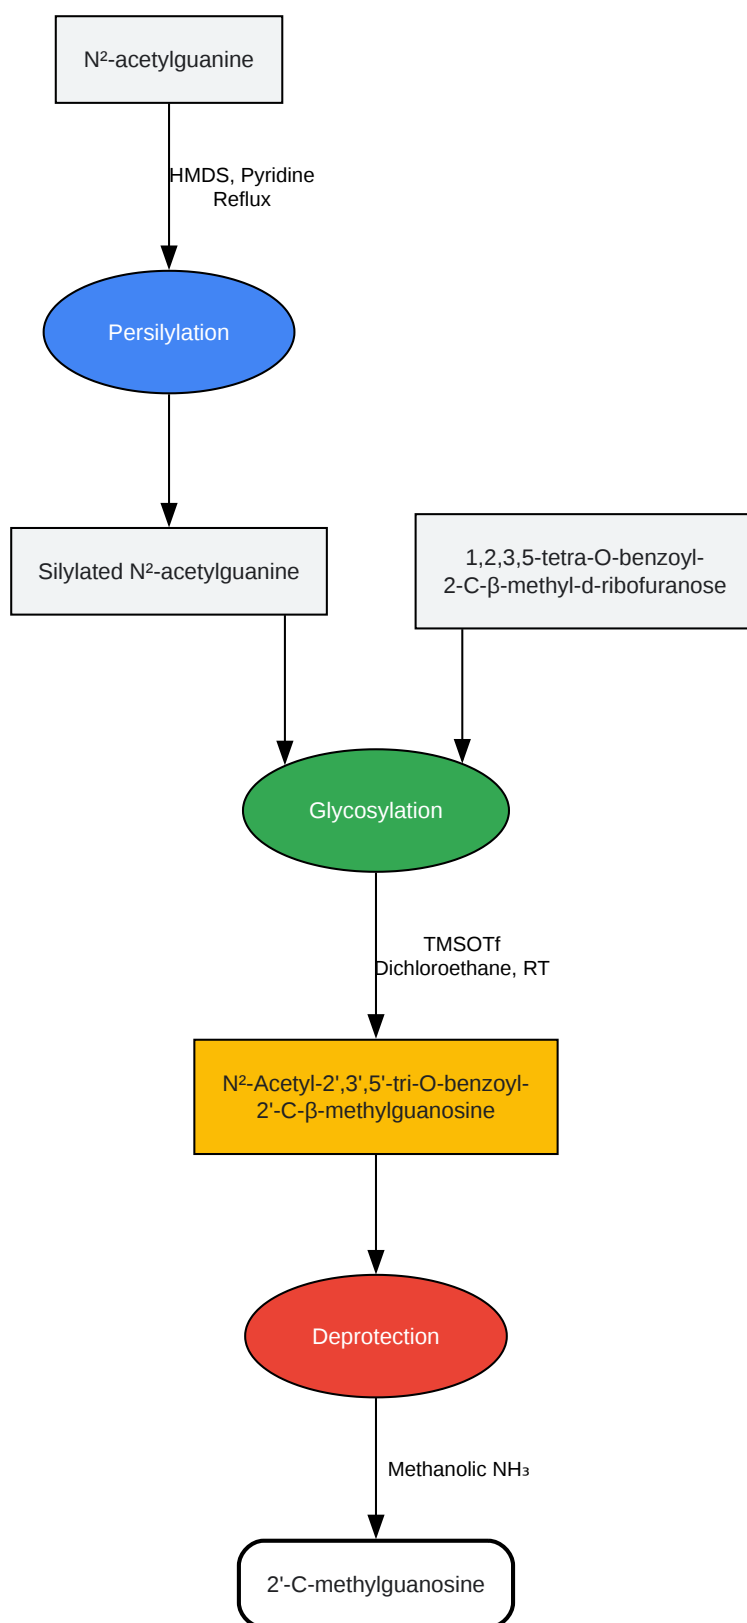 N²-acetylguanine
HMDS, Pyridine
Reflux
Persilylation
Silylated N²-acetylguanine
1,2,3,5-tetra-O-benzoyl-
2-C-β-methyl-d-ribofuranose
Glycosylation
TMSOTf
Dichloroethane, RT
N²-Acetyl-2',3',5'-tri-O-benzoyl-
2'-C-β-methylguanosine
Deprotection
Methanolic NH₃
2'-C-methylguanosine